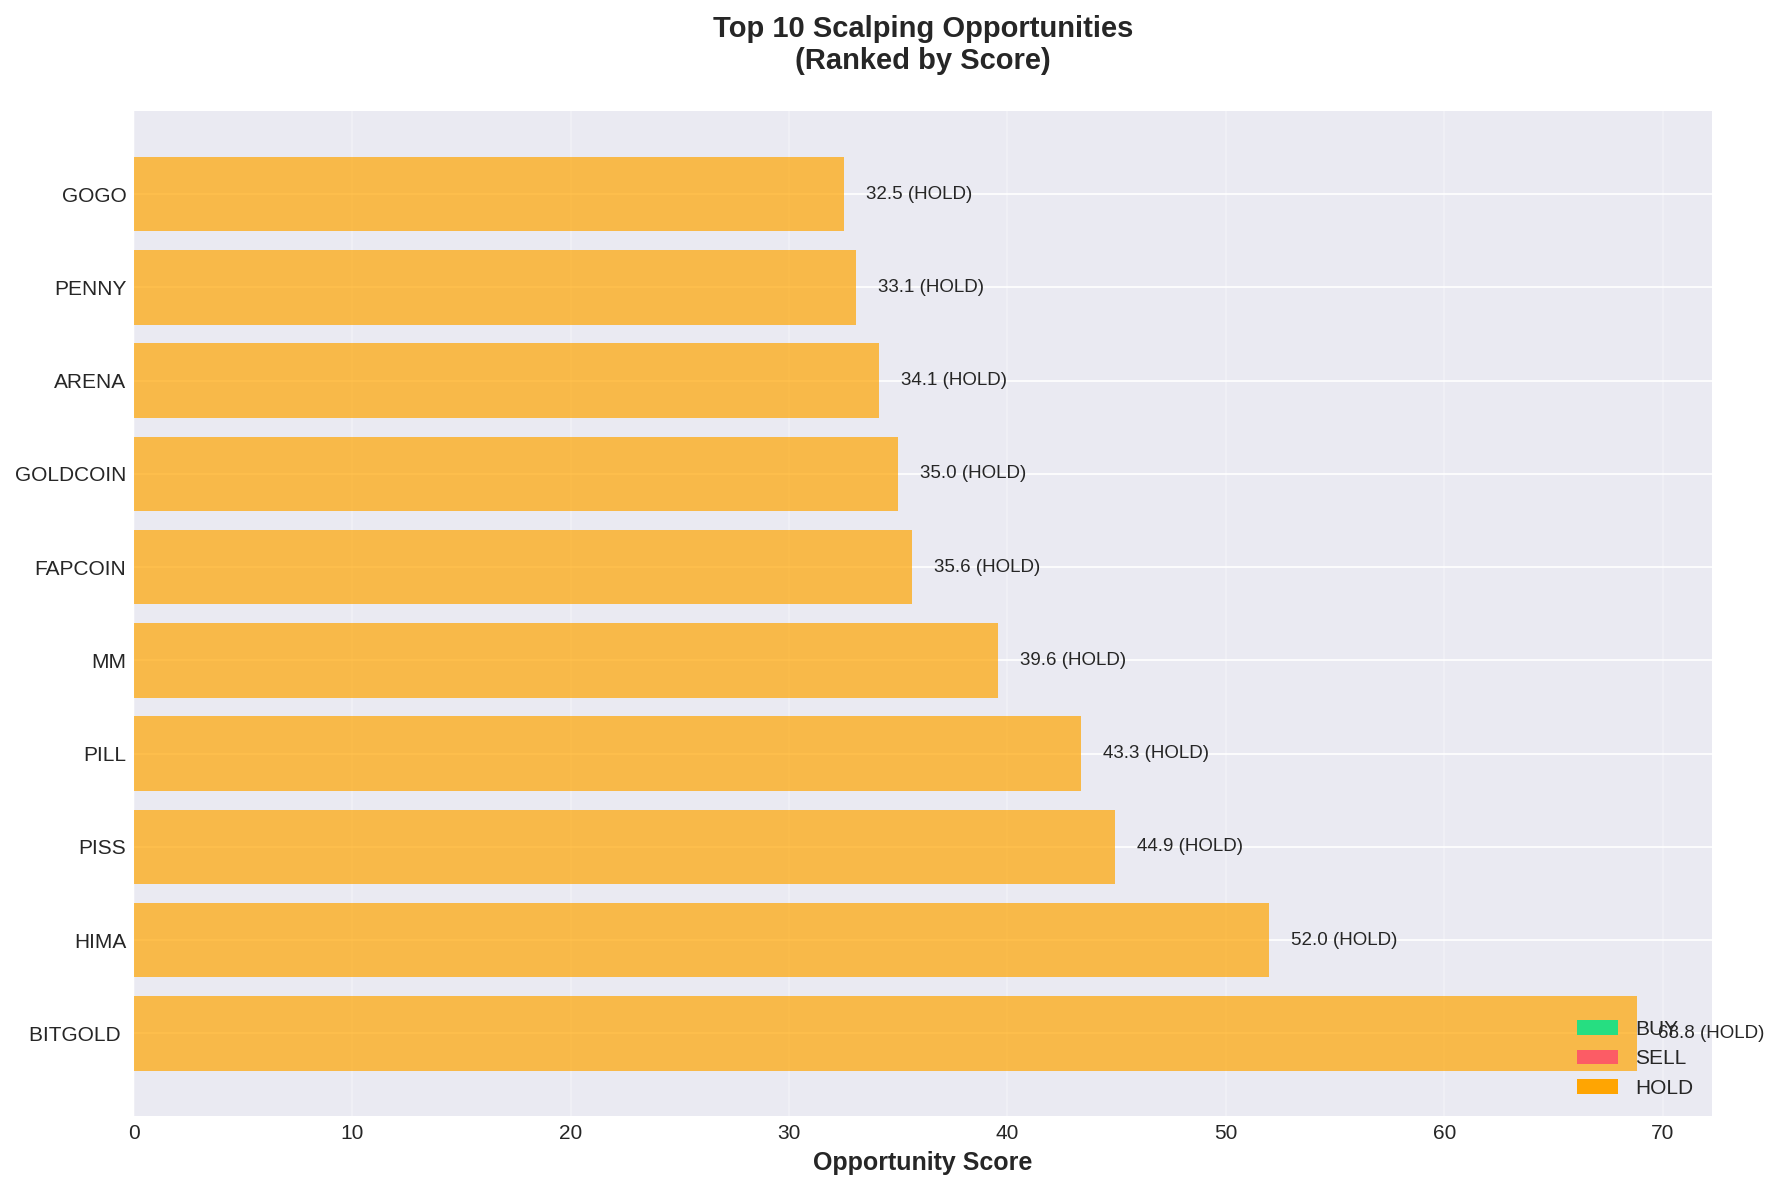 Top 10 Scalping Opportunities
(Ranked by Score)
GOGO
32.5 (HOLD)
PENNY
33.1 (HOLD)
ARENA
34.1 (HOLD)
GOLDCOIN
35.0 (HOLD)
FAPCOIN
35.6 (HOLD)
MM
39.6 (HOLD)
PILL
43.3 (HOLD)
PISS
44.9 (HOLD)
HIMA
52.0 (HOLD)
BITGOLD
68.8 (HOLD)
BUY
SELL
HOLD
0 10 20 30 40 50 60 70
Opportunity Score